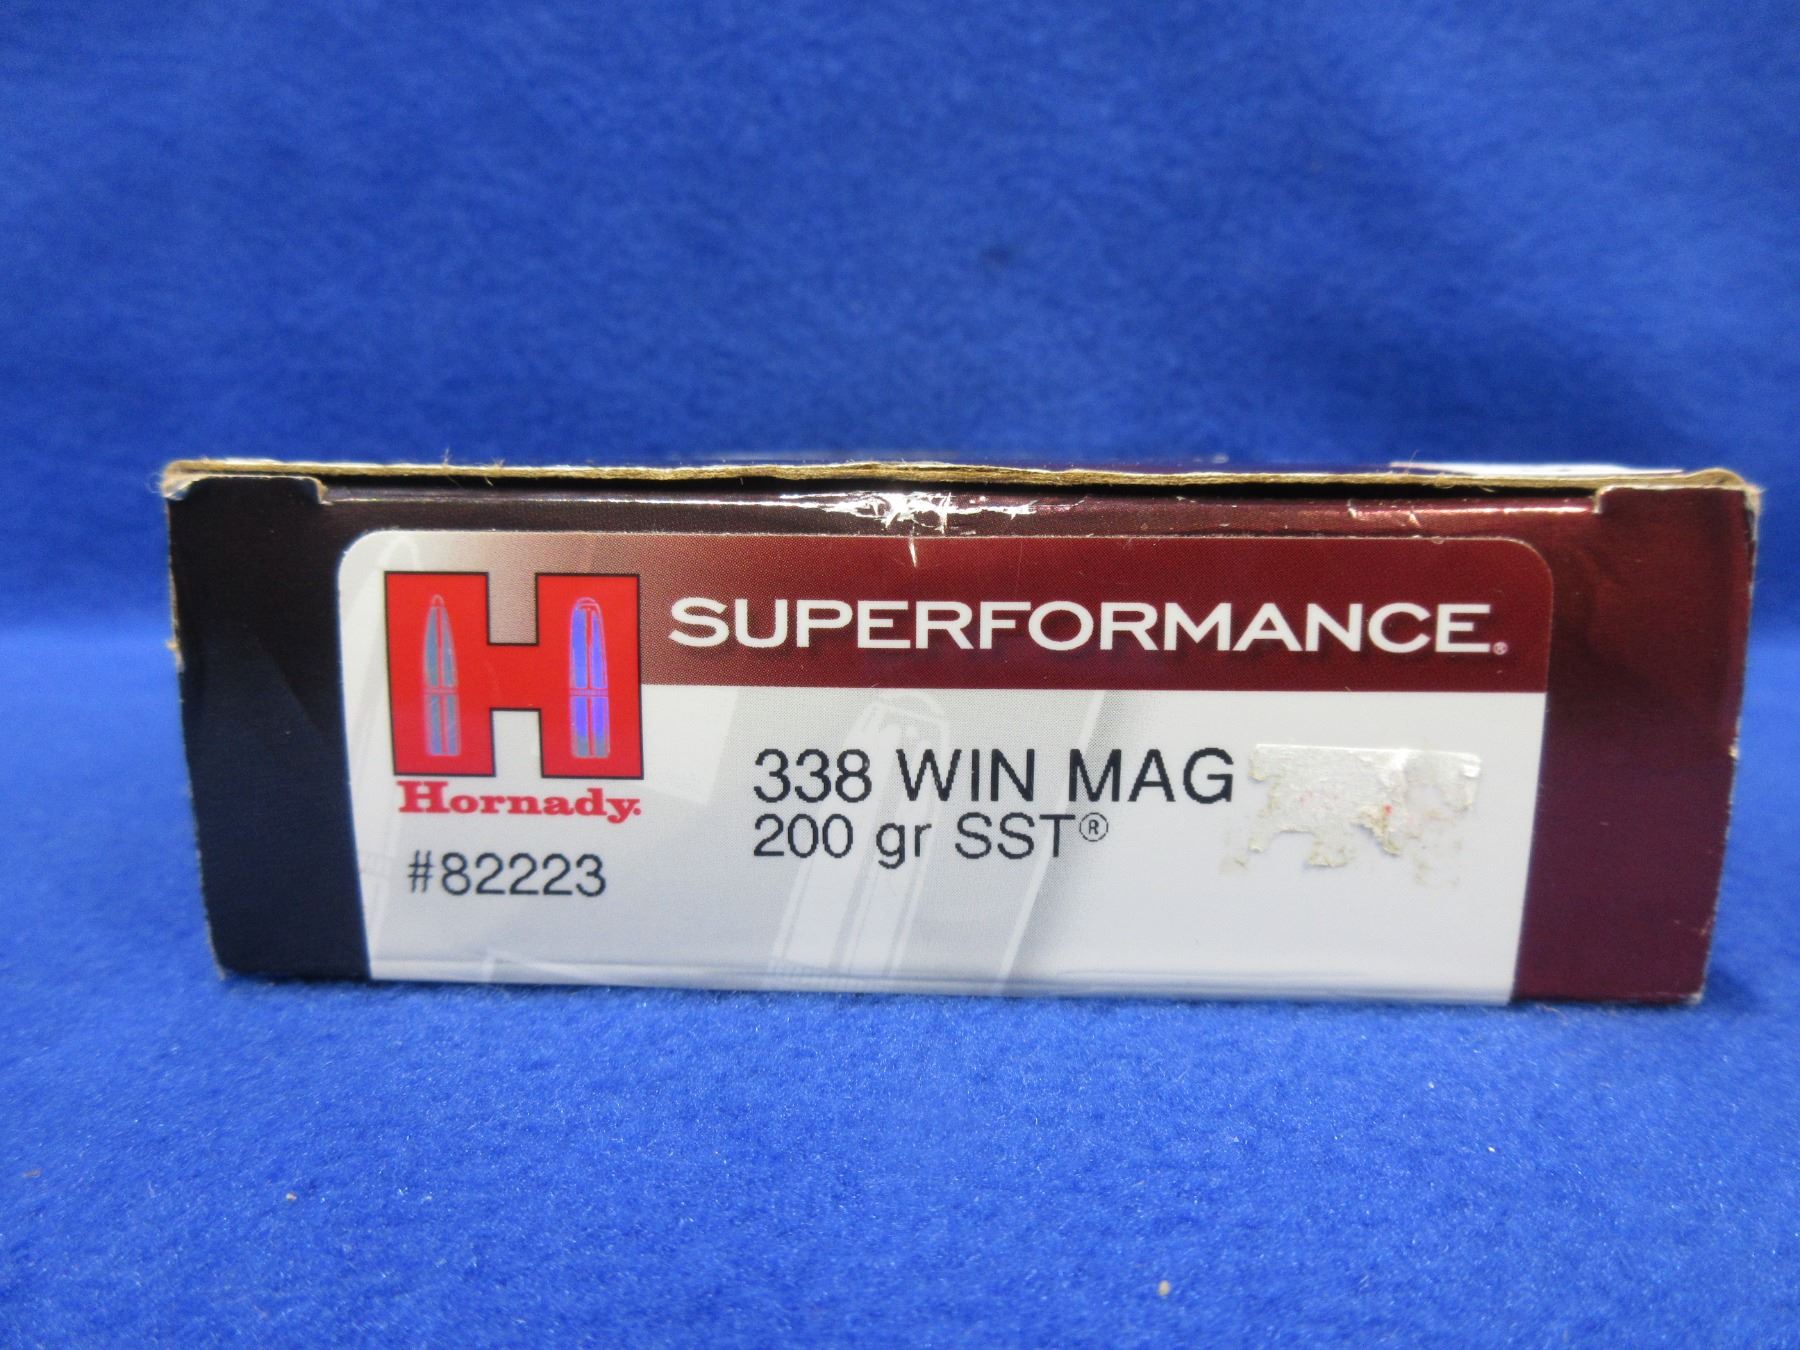 SUPERFORMANCE®
Hornady.
338 WIN MAG
200 gr SST®
#82223